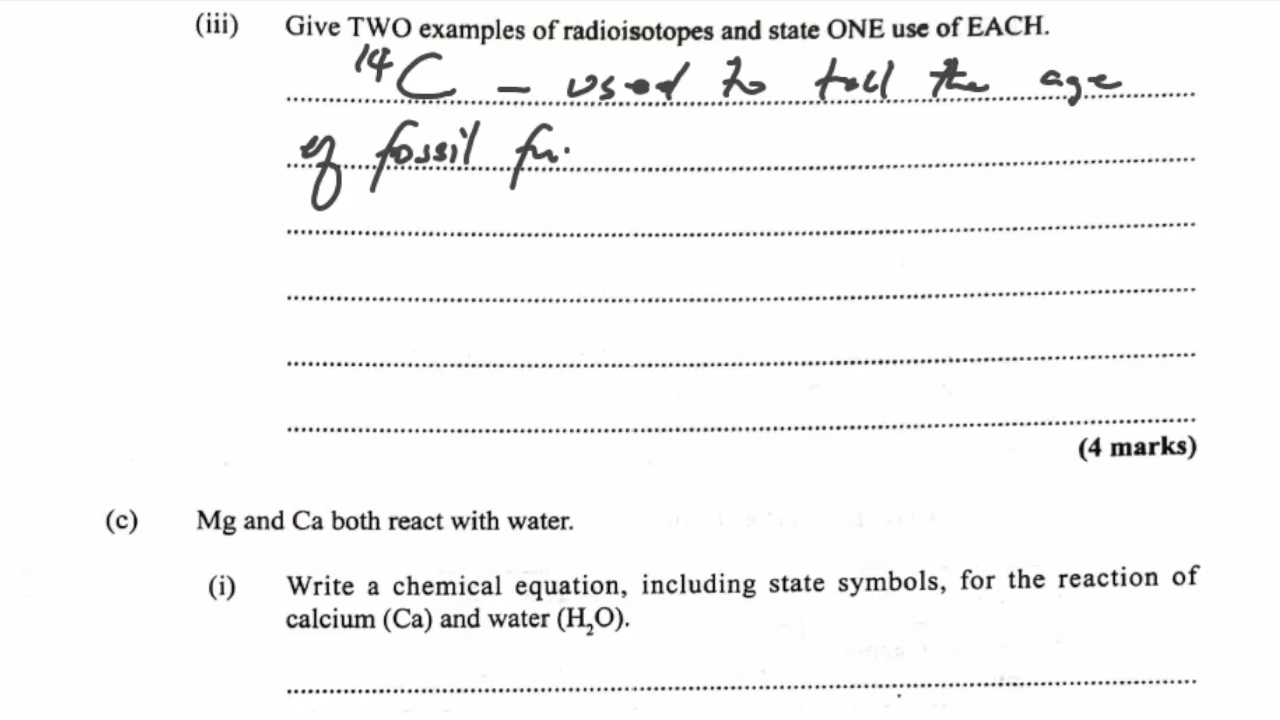 (iii) Give TWO examples of radioisotopes and state ONE use of EACH.
¹⁴C – used to tell the age
of fossil fu.
(4 marks)
(c) Mg and Ca both react with water.
(i) Write a chemical equation, including state symbols, for the reaction of
calcium (Ca) and water (H₂O).